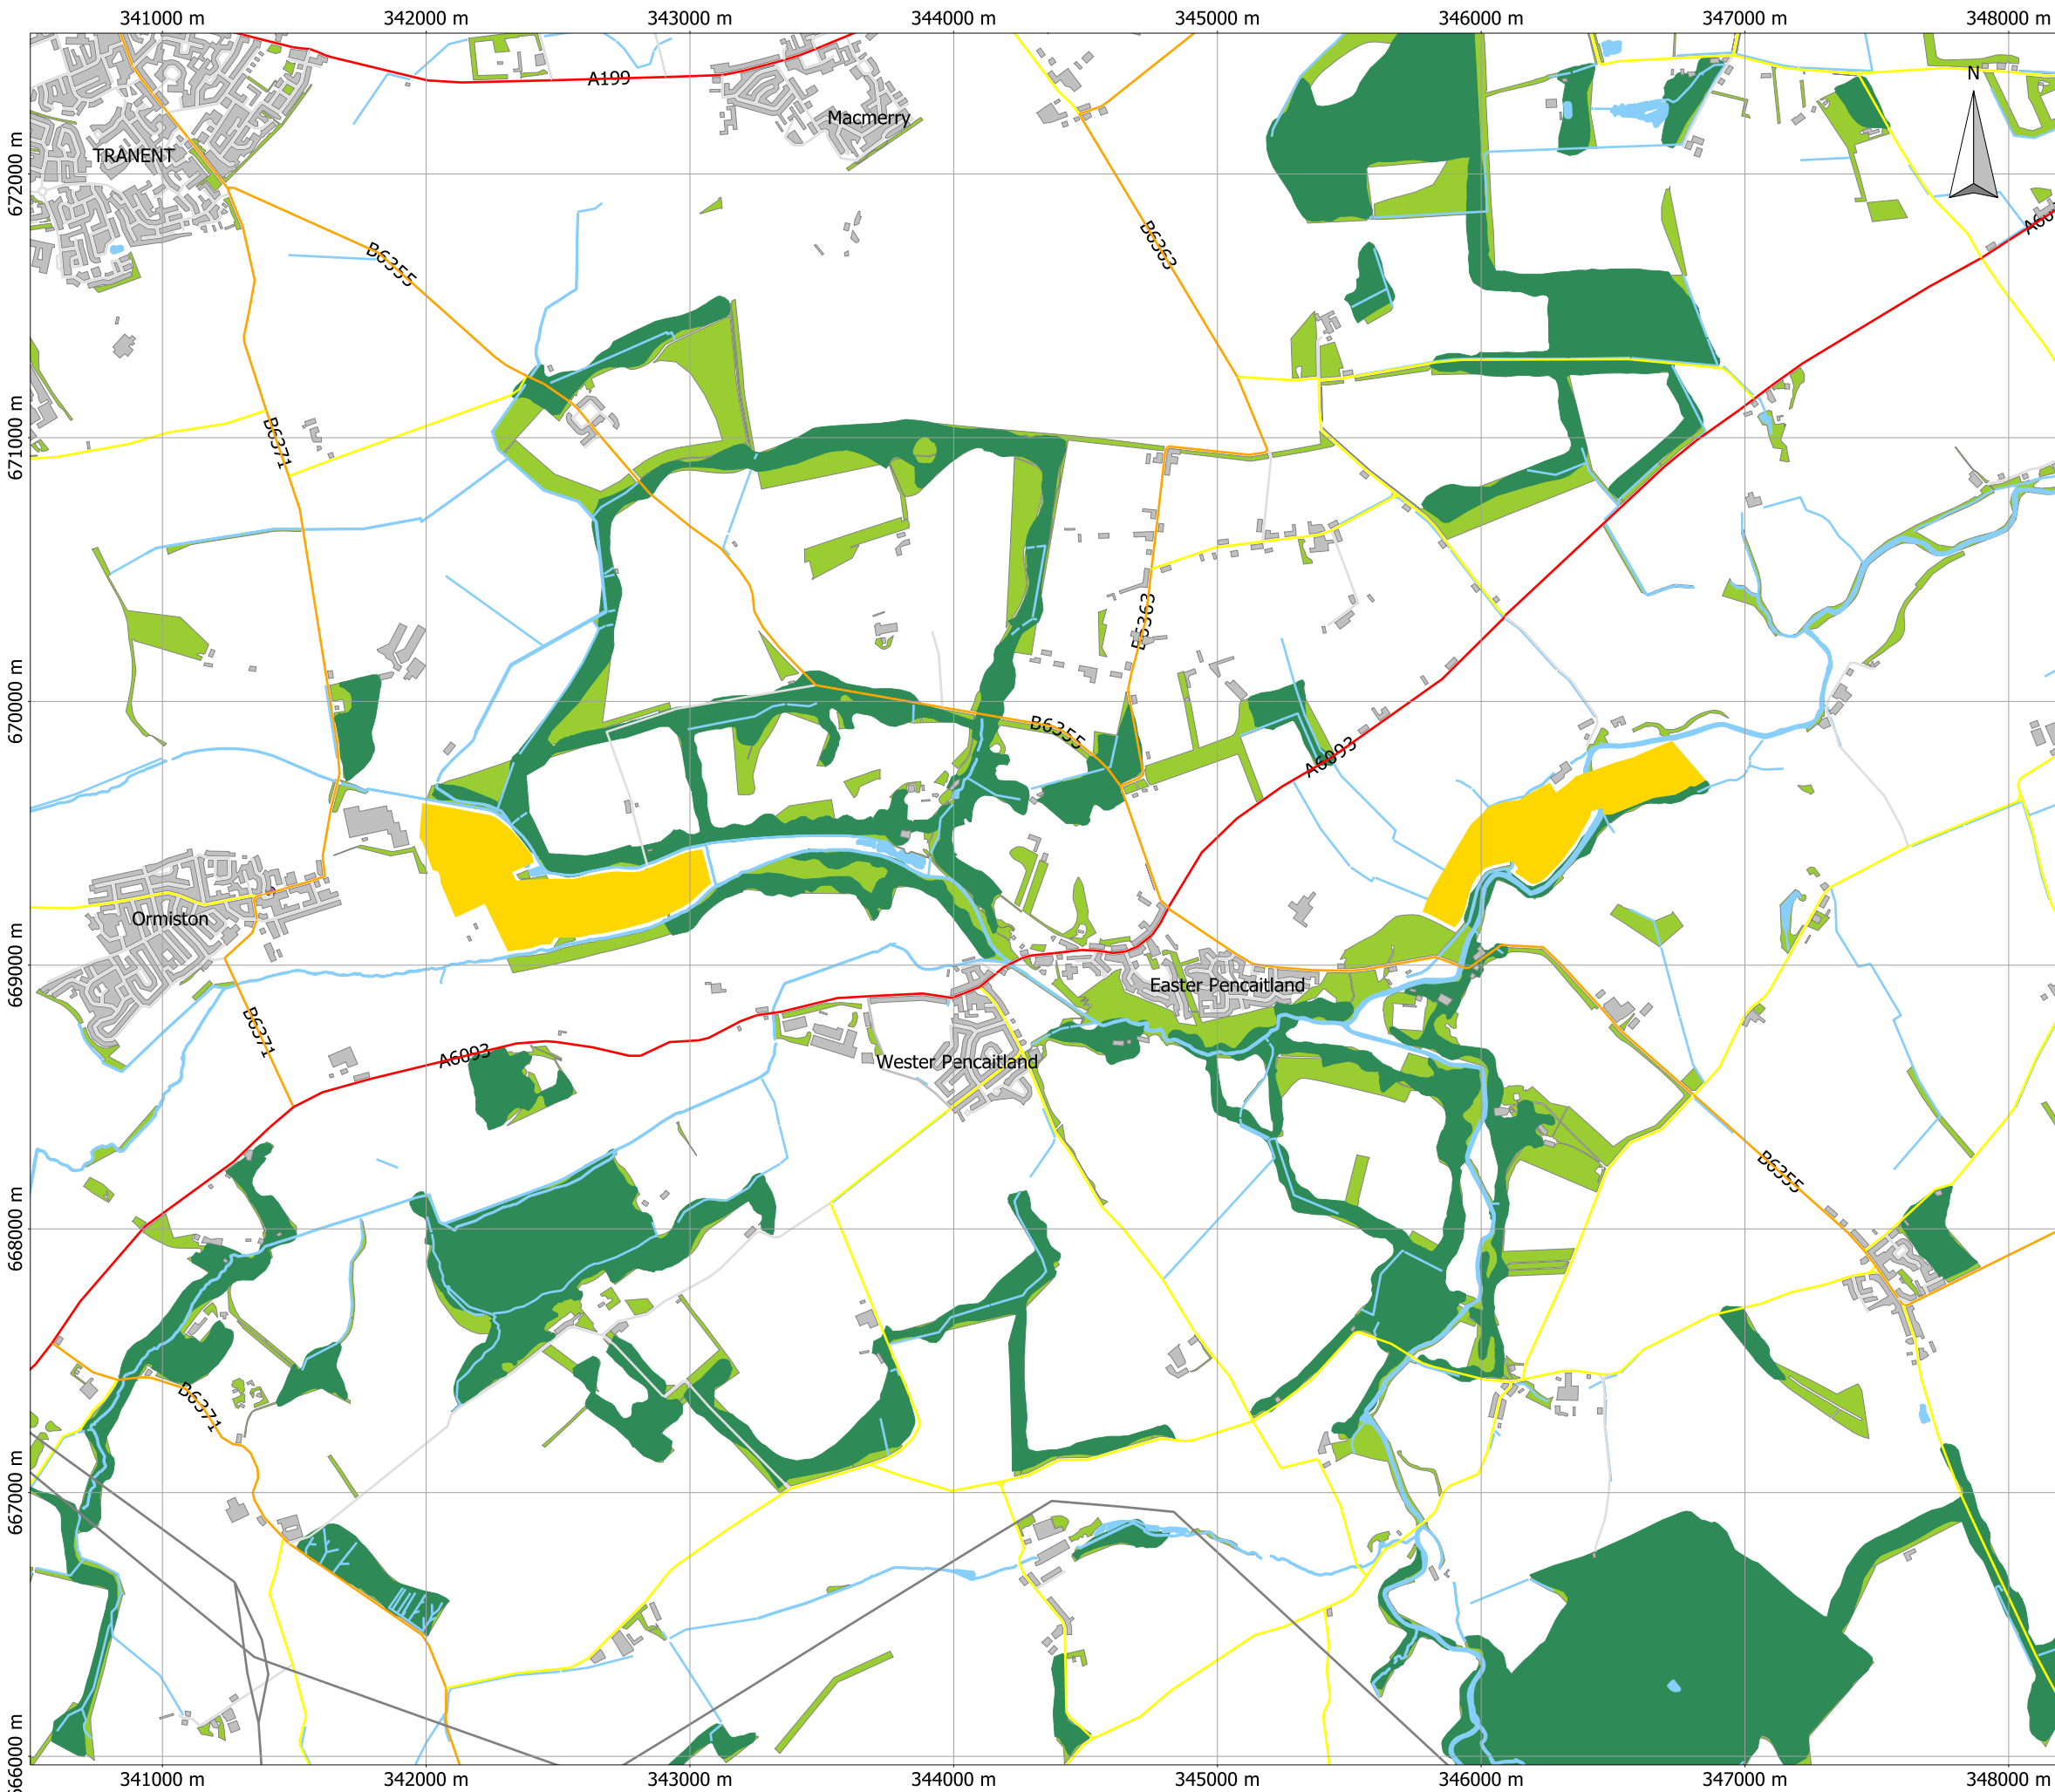 341000 m
342000 m
343000 m
344000 m
345000 m
346000 m
347000 m
348000 m
A199
N
Macmerry
TRANENT
672000 m
B6363
B6355
671000 m
B6371
B6363
670000 m
B6355
A6093
Ormiston
669000 m
Easter Pencaitland
B6371
A6093
Wester Pencaitland
B6355
668000 m
B6371
667000 m
666000 m
341000 m
342000 m
343000 m
344000 m
345000 m
346000 m
347000 m
348000 m